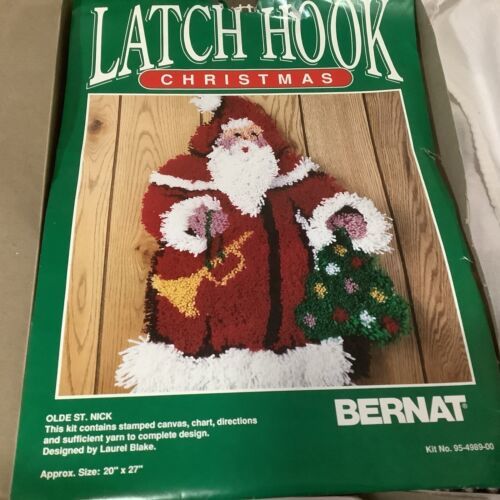 LATCH HOOK
CHRISTMAS
OLDE ST. NICK
This kit contains stamped canvas, chart, directions
and sufficient yarn to complete design.
Designed by Laurel Blake.
Approx. Size: 20" x 27"
BERNAT®
Kit No. 95-4989-00